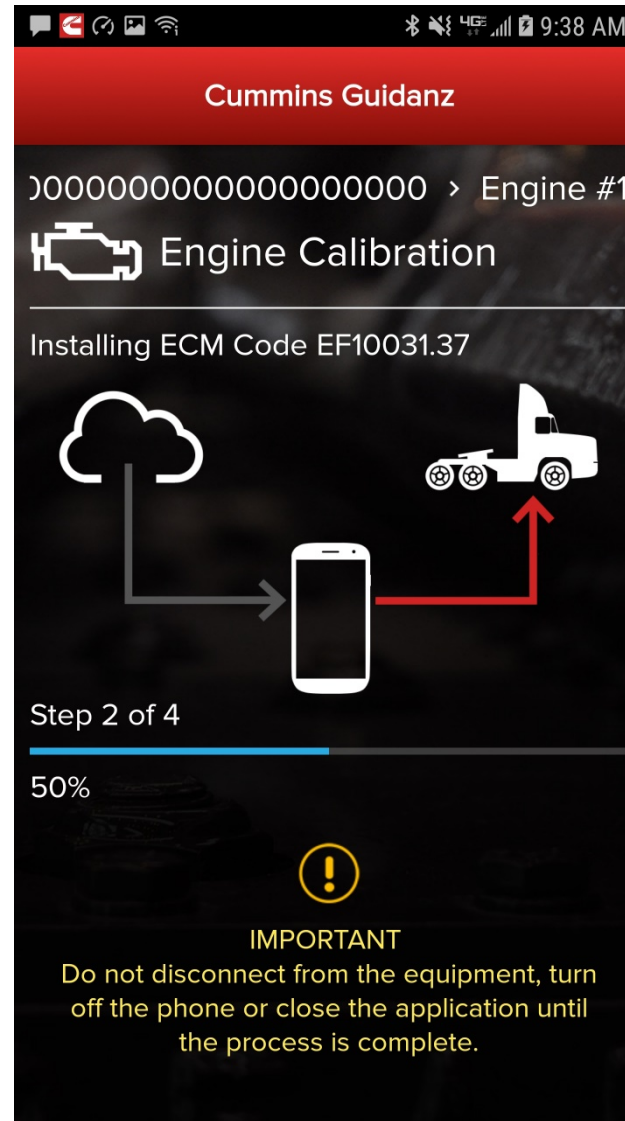 4GE 9:38 AM
Cummins Guidanz
0000000000000000000 > Engine #1
Engine Calibration
Installing ECM Code EF10031.37
Step 2 of 4
50%
IMPORTANT
Do not disconnect from the equipment, turn
off the phone or close the application until
the process is complete.